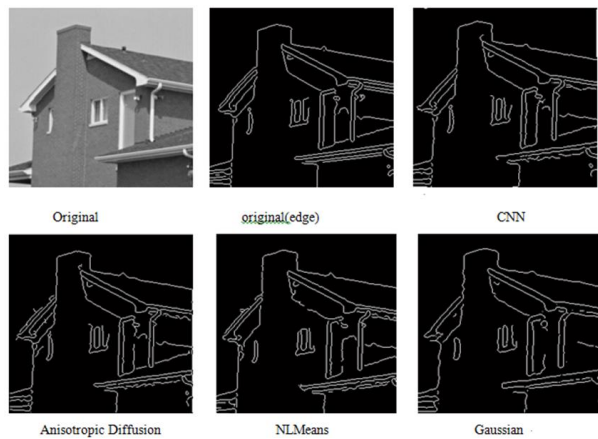 Original
original(edge)
CNN
Anisotropic Diffusion
NLMeans
Gaussian